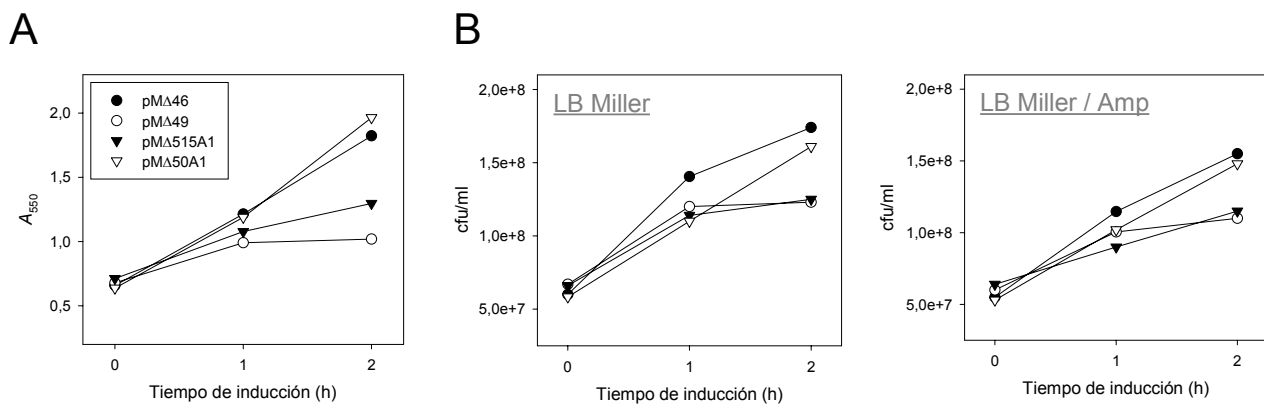 A
B
2,0
1,5
1,0
0,5
A550
pMΔ46
pMΔ49
pMΔ515A1
pMΔ50A1
0
1
2
Tiempo de inducción (h)
2,0e+8
1,5e+8
1,0e+8
5,0e+7
cfu/ml
LB Miller
0
1
2
Tiempo de inducción (h)
2,0e+8
1,5e+8
1,0e+8
5,0e+7
cfu/ml
LB Miller / Amp
0
1
2
Tiempo de inducción (h)